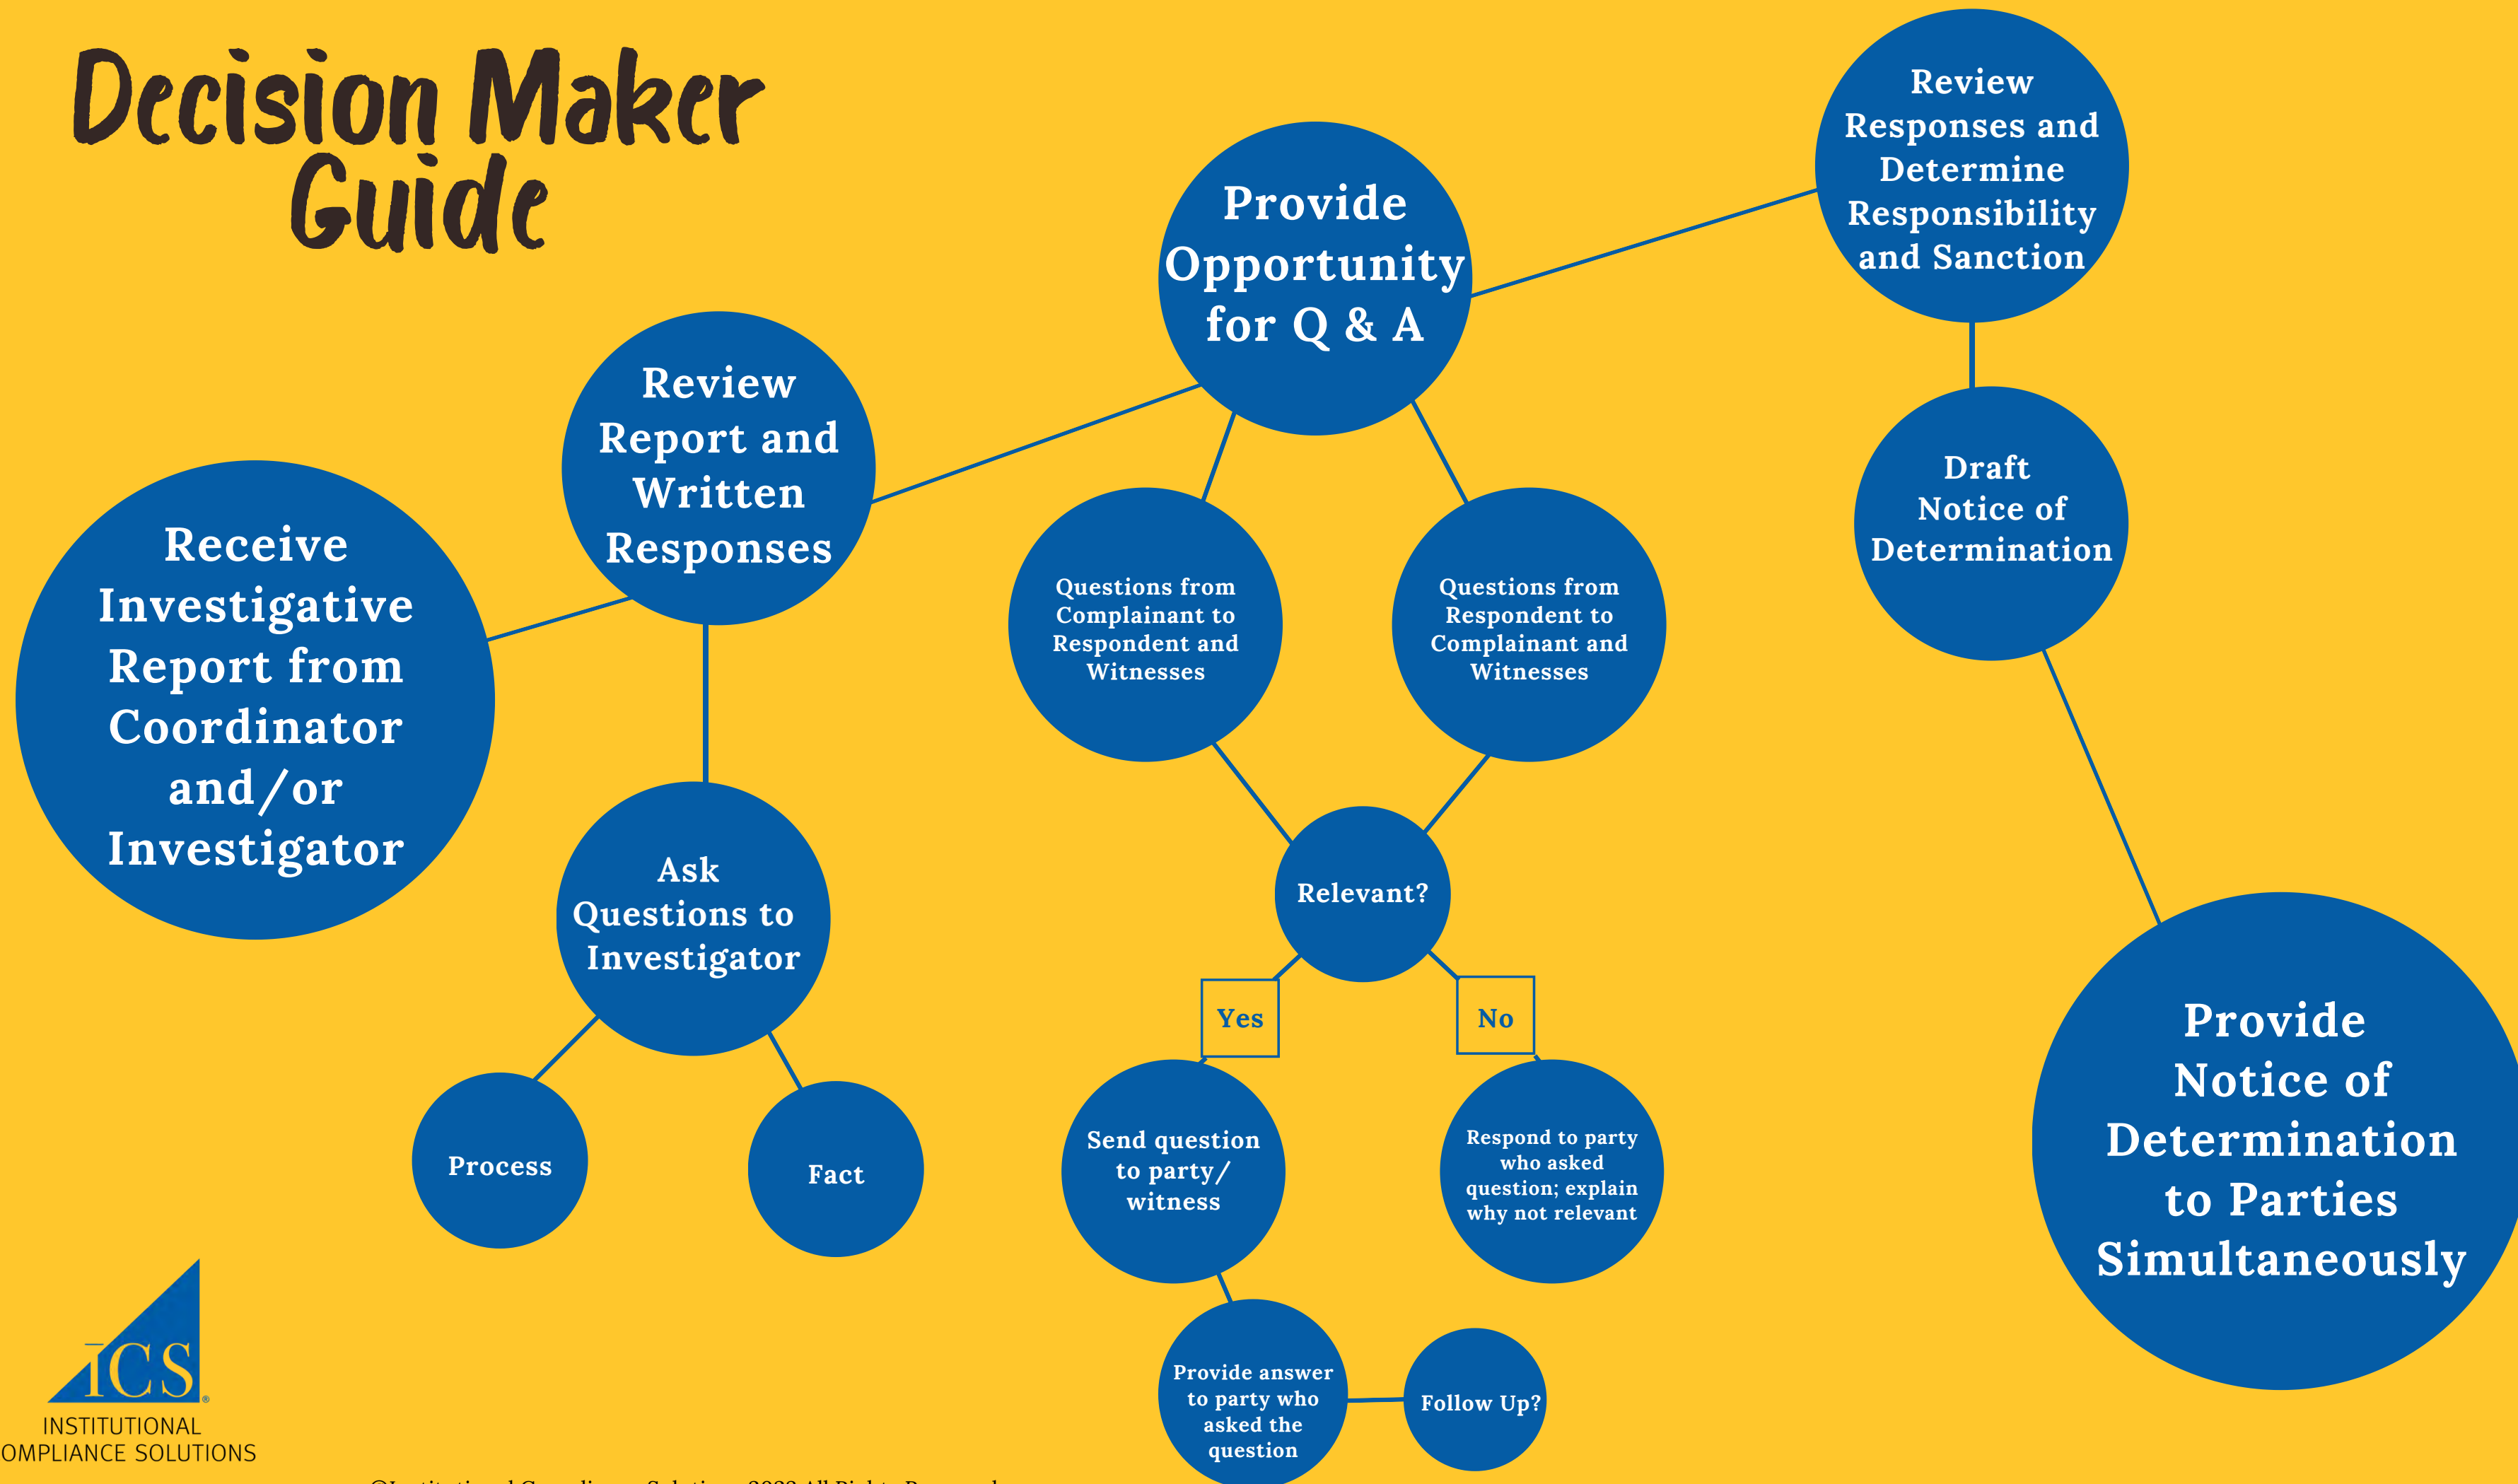 Decision Maker
Guide
Receive
Investigative
Report from
Coordinator
and/or
Investigator
Review
Report and
Written
Responses
Ask
Questions to
Investigator
Process
Fact
Provide
Opportunity
for Q & A
Questions from
Complainant to
Respondent and
Witnesses
Questions from
Respondent to
Complainant and
Witnesses
Relevant?
Yes
No
Send question
to party/
witness
Respond to party
who asked
question; explain
why not relevant
Provide answer
to party who
asked the
question
Follow Up?
Review
Responses and
Determine
Responsibility
and Sanction
Draft
Notice of
Determination
Provide
Notice of
Determination
to Parties
Simultaneously
ICS®
INSTITUTIONAL
OMPLIANCE SOLUTIONS